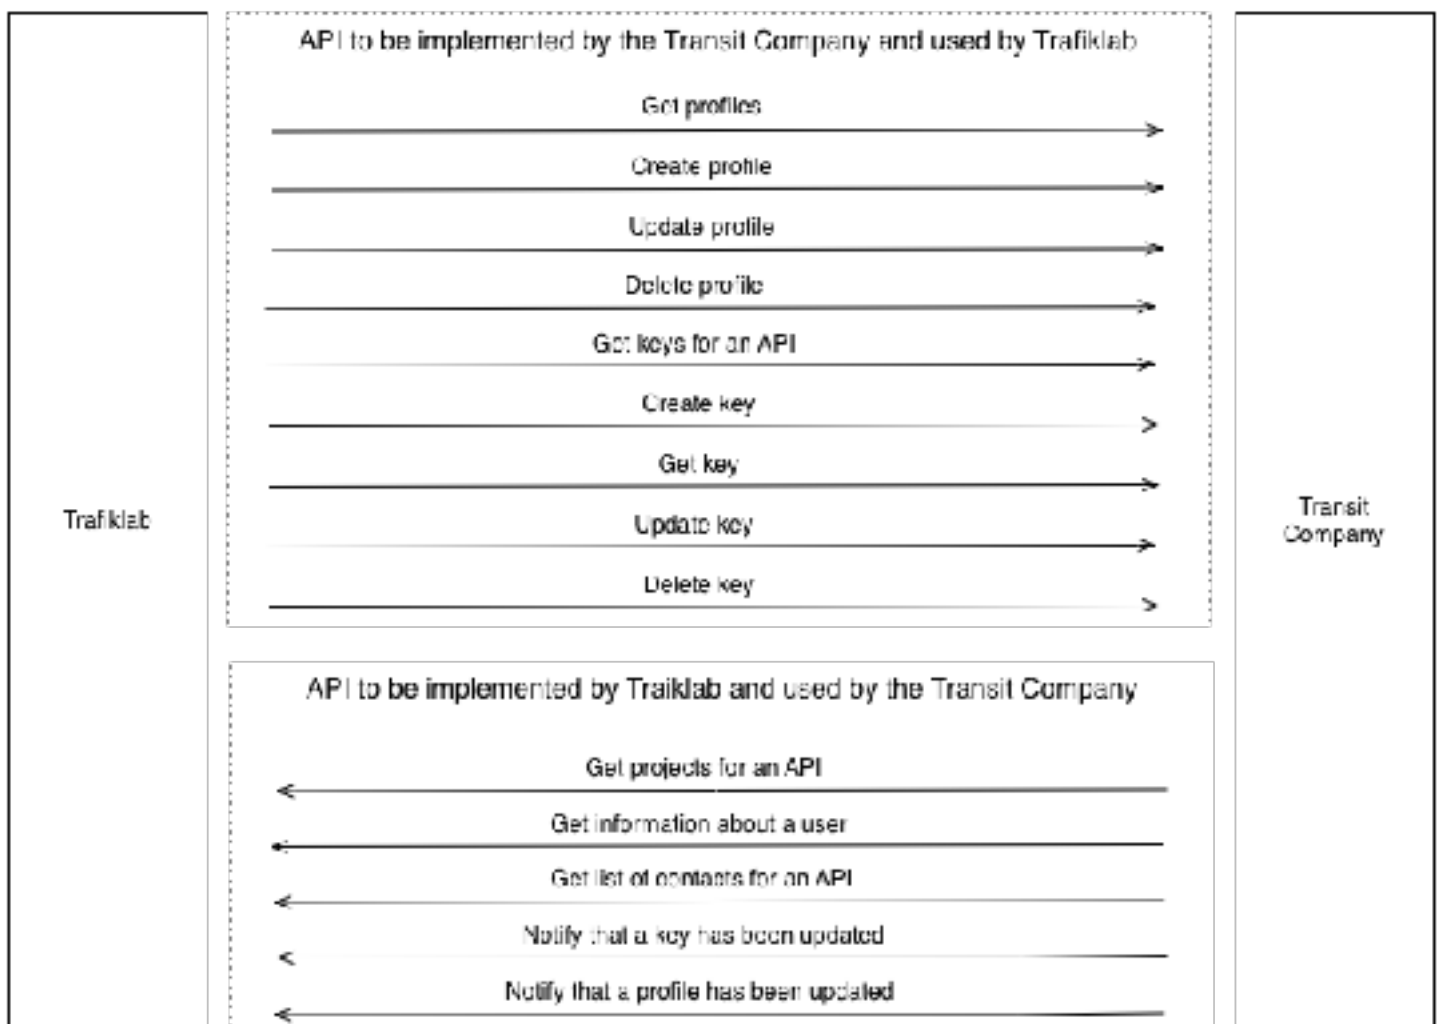 API to be implemented by the Transit Company and used by Trafiklab
Get profiles
Create profile
Update profile
Delete profile
Get keys for an API
Create key
Get key
Update key
Delete key
Trafiklab
Transit
Company
API to be implemented by Traiklab and used by the Transit Company
Get projects for an API
Get information about a user
Get list of contacts for an API
Notify that a key has been updated
Notify that a profile has been updated